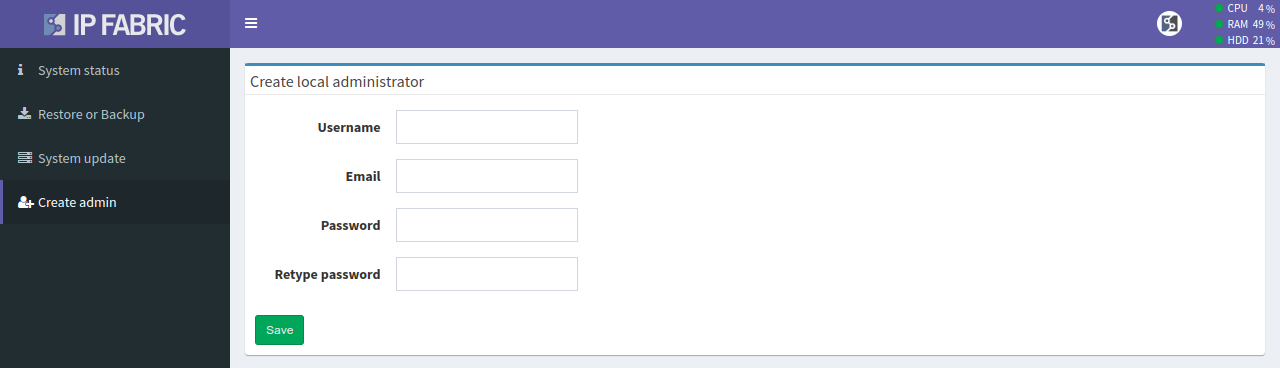 IP FABRIC
CPU 4 %
RAM 49 %
HDD 21 %
System status
Restore or Backup
System update
Create admin
Create local administrator
Username
Email
Password
Retype password
Save